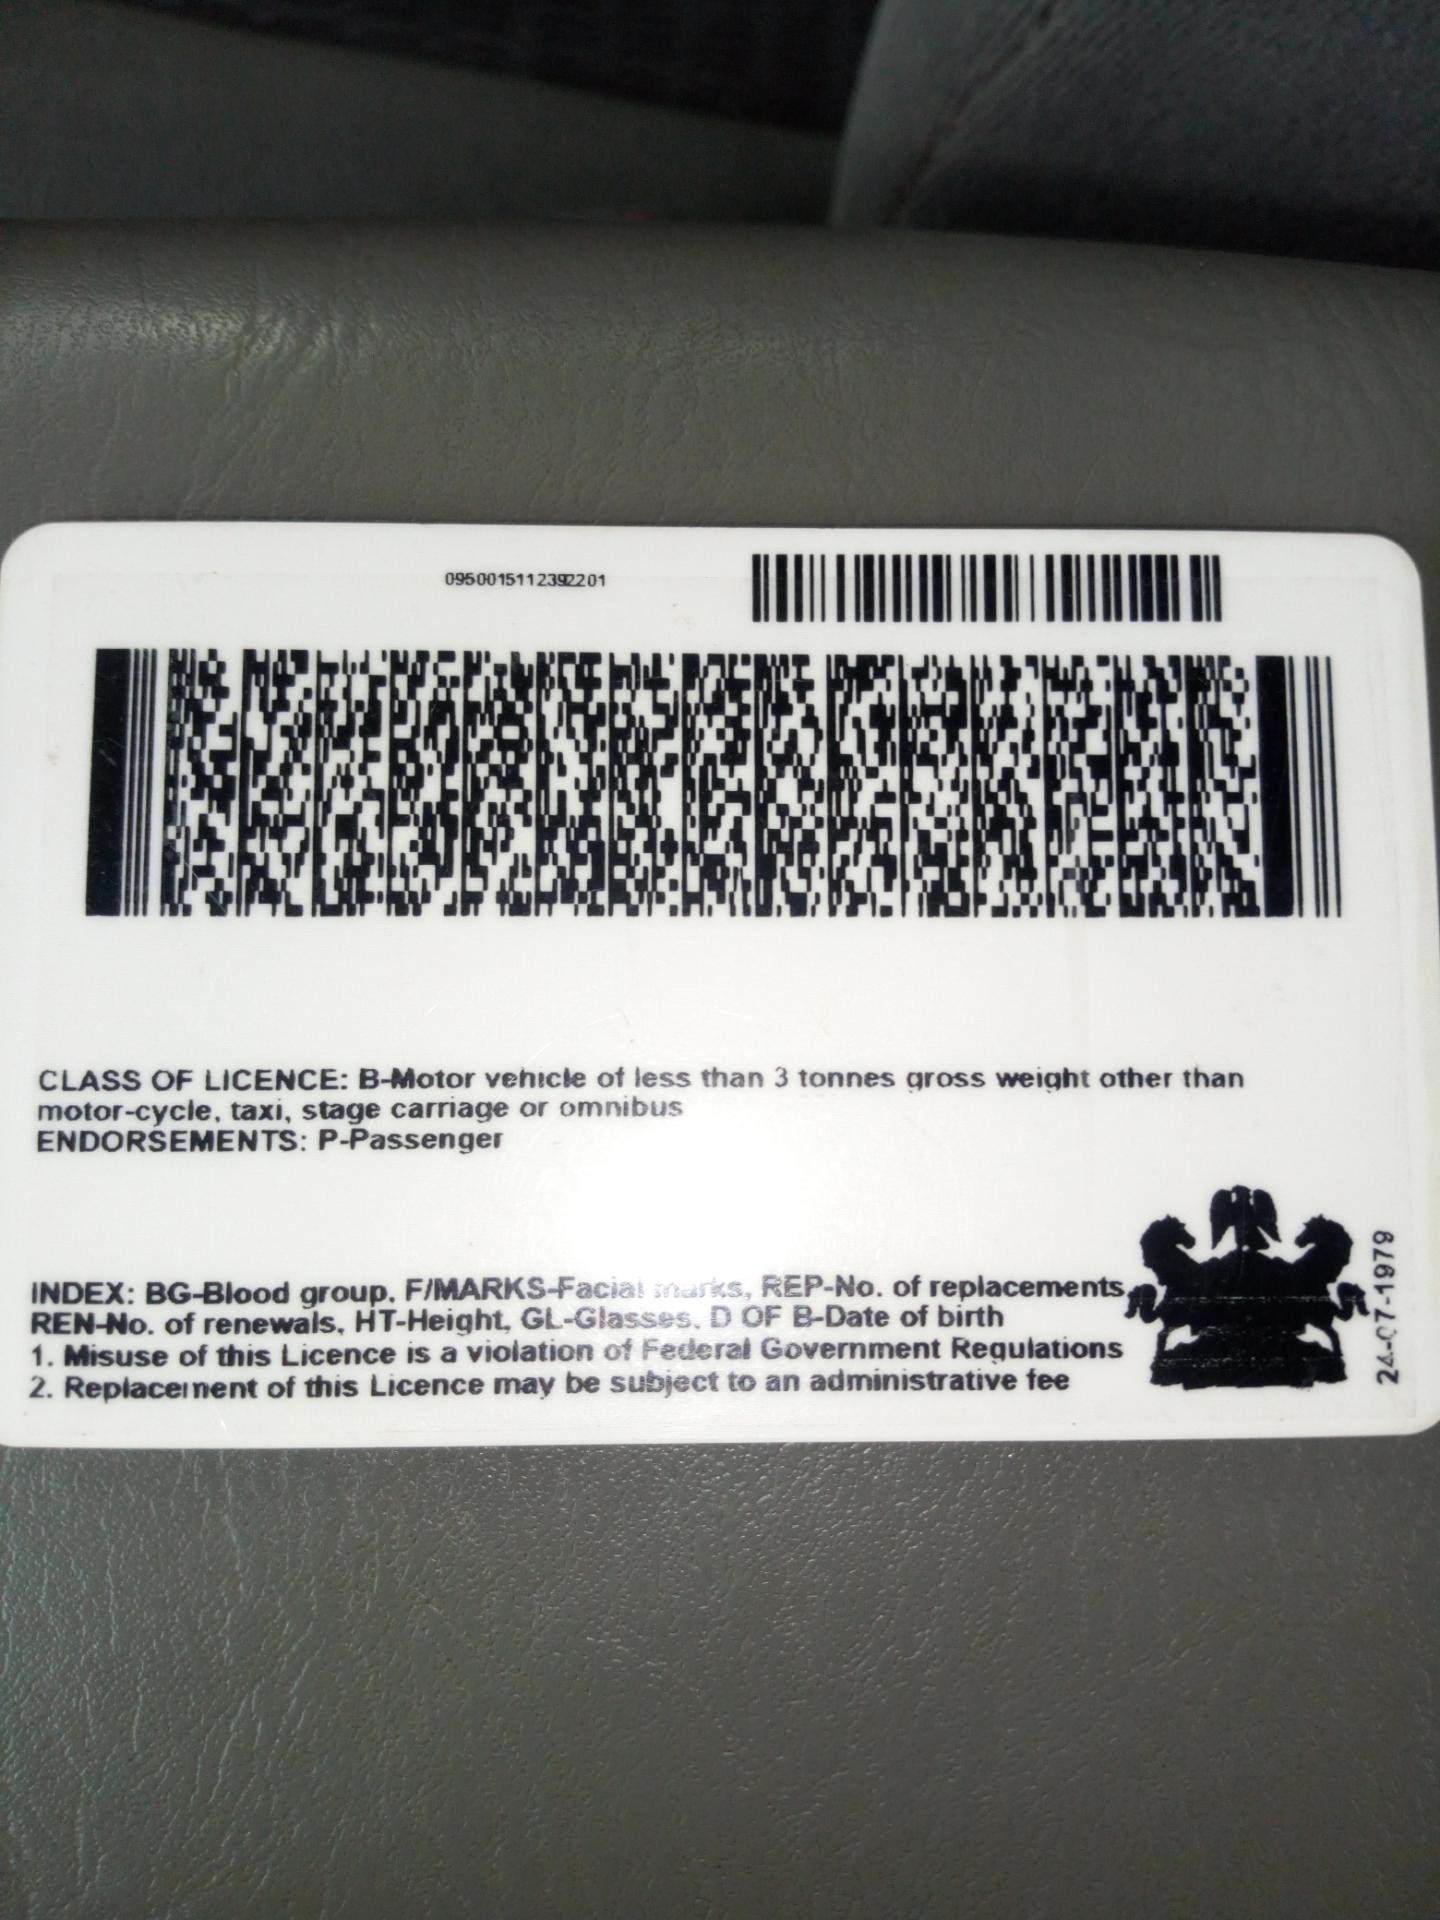 0950015112392201
CLASS OF LICENCE: B-Motor vehicle of less than 3 tonnes gross weight other than
motor-cycle, taxi, stage carriage or omnibus
ENDORSEMENTS: P-Passenger
INDEX: BG-Blood group, F/MARKS-Facial marks, REP-No. of replacements,
REN-No. of renewals, HT-Height, GL-Glasses, D OF B-Date of birth
1. Misuse of this Licence is a violation of Federal Government Regulations
2. Replacement of this Licence may be subject to an administrative fee
24-07-1979